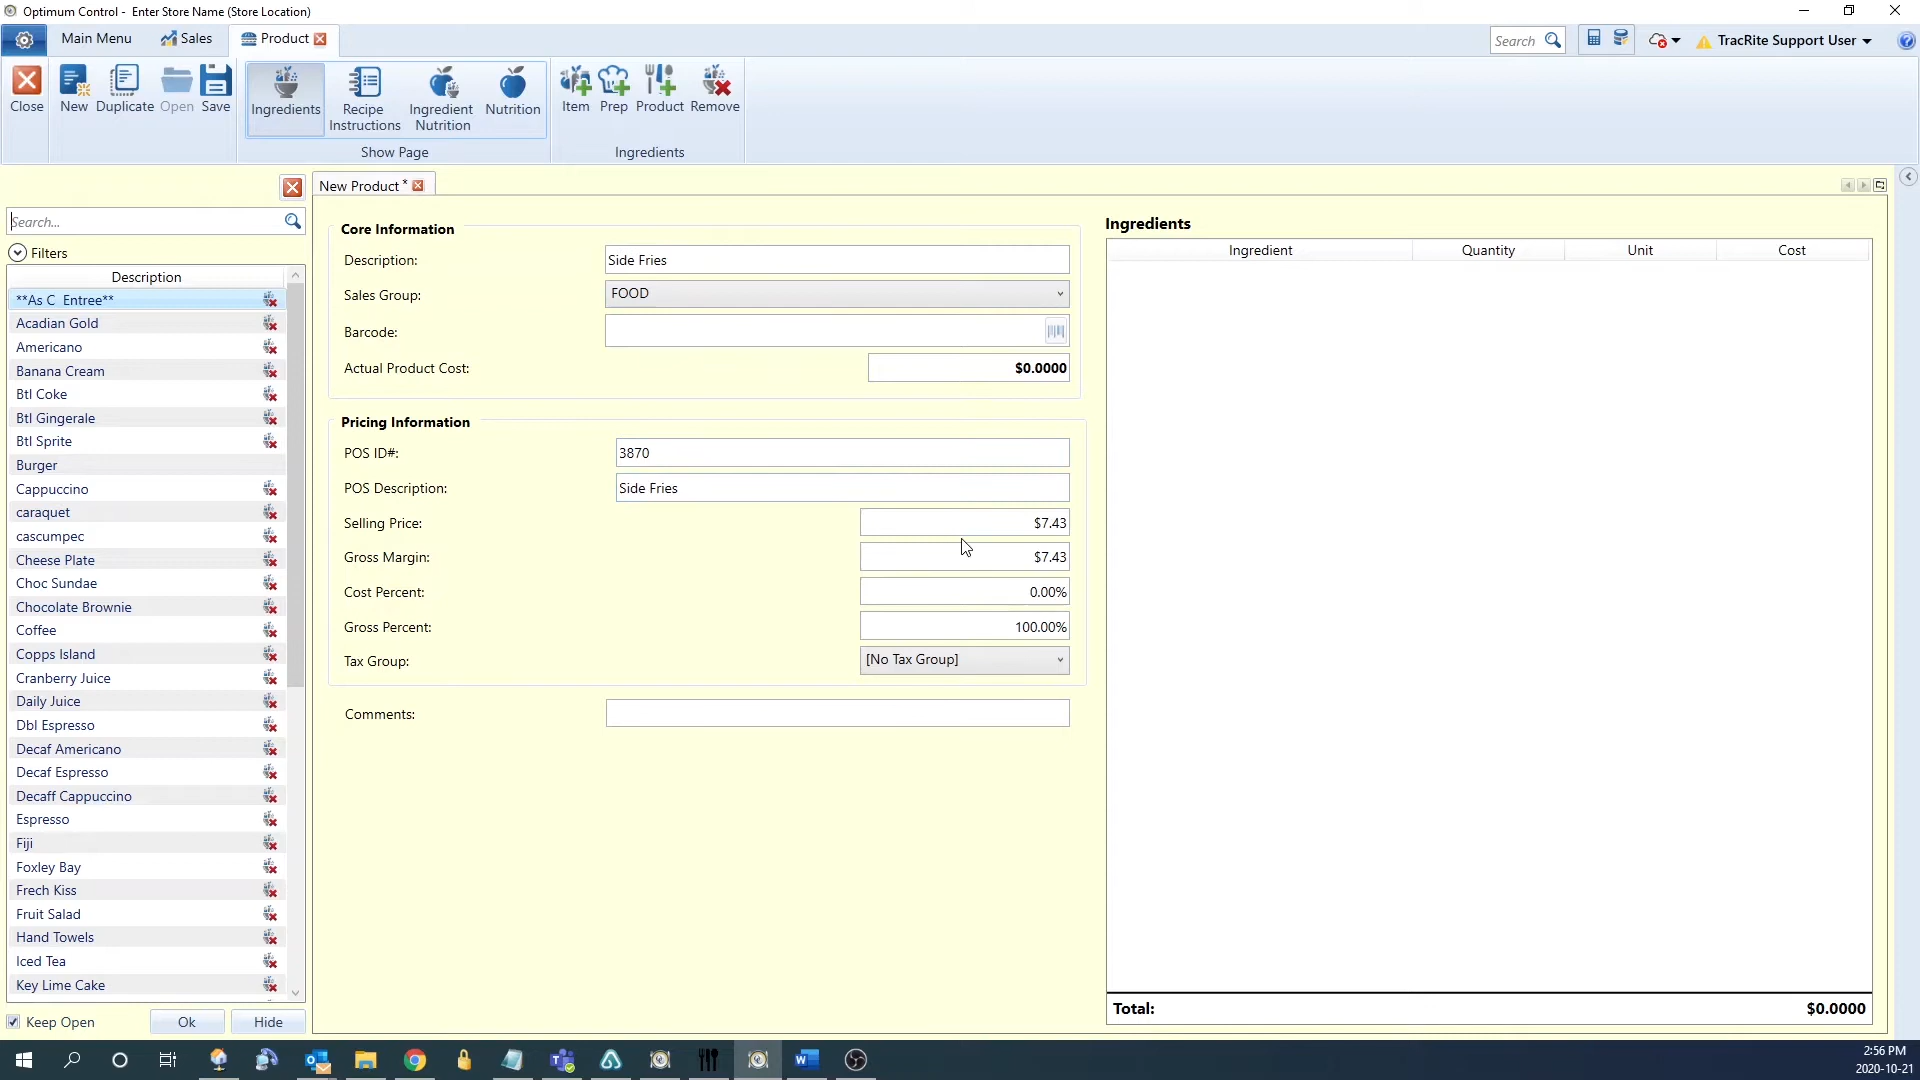 Optimum Control - Enter Store Name (Store Location)
Main Menu Sales Product
Search TracRite Support User
Close New Duplicate Open Save Ingredients Recipe Instructions Ingredient Nutrition Nutrition Item Prep Product Remove
Show Page Ingredients
New Product *
Search...
Filters
Description
**As C  Entree**
Acadian Gold
Americano
Banana Cream
Btl Coke
Btl Gingerale
Btl Sprite
Burger
Cappuccino
caraquet
cascumpec
Cheese Plate
Choc Sundae
Chocolate Brownie
Coffee
Copps Island
Cranberry Juice
Daily Juice
Dbl Espresso
Decaf Americano
Decaf Espresso
Decaff Cappuccino
Espresso
Fiji
Foxley Bay
Frech Kiss
Fruit Salad
Hand Towels
Iced Tea
Key Lime Cake
Keep Open Ok Hide
Core Information
Description: Side Fries
Sales Group: FOOD
Barcode:
Actual Product Cost: $0.0000
Pricing Information
POS ID#: 3870
POS Description: Side Fries
Selling Price: $7.43
Gross Margin: $7.43
Cost Percent: 0.00%
Gross Percent: 100.00%
Tax Group: [No Tax Group]
Comments:
Ingredients
Ingredient Quantity Unit Cost
Total: $0.0000
2:56 PM
2020-10-21